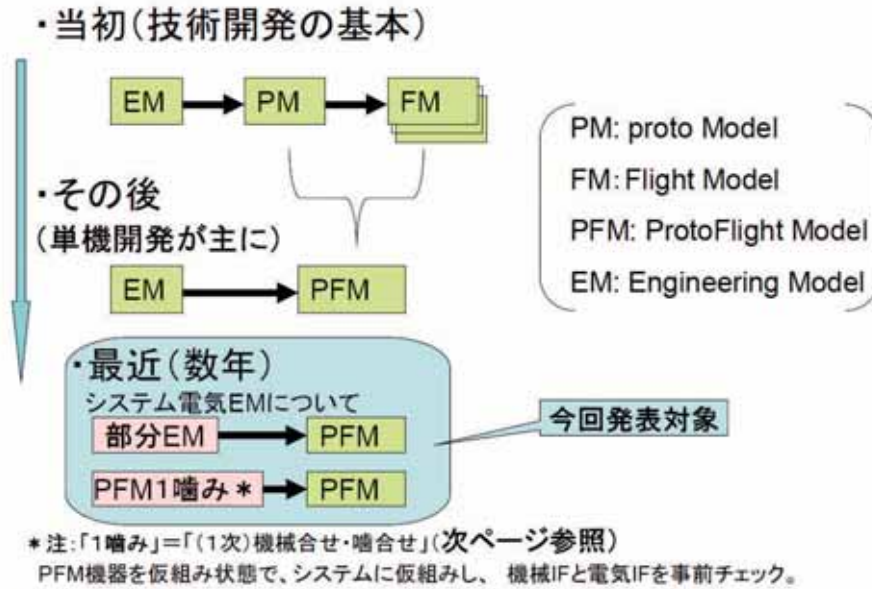 ・当初(技術開発の基本)
EM PM FM
PM: proto Model
FM: Flight Model
PFM: ProtoFlight Model
EM: Engineering Model
・その後
(単機開発が主に)
EM PFM
・最近(数年)
システム電気EMについて
部分EM PFM
PFM1噛み* PFM
今回発表対象
*注:「1噛み」=「(1次)機械合せ・噛合せ」(次ページ参照)
PFM機器を仮組み状態で、システムに仮組みし、 機械IFと電気IFを事前チェック。